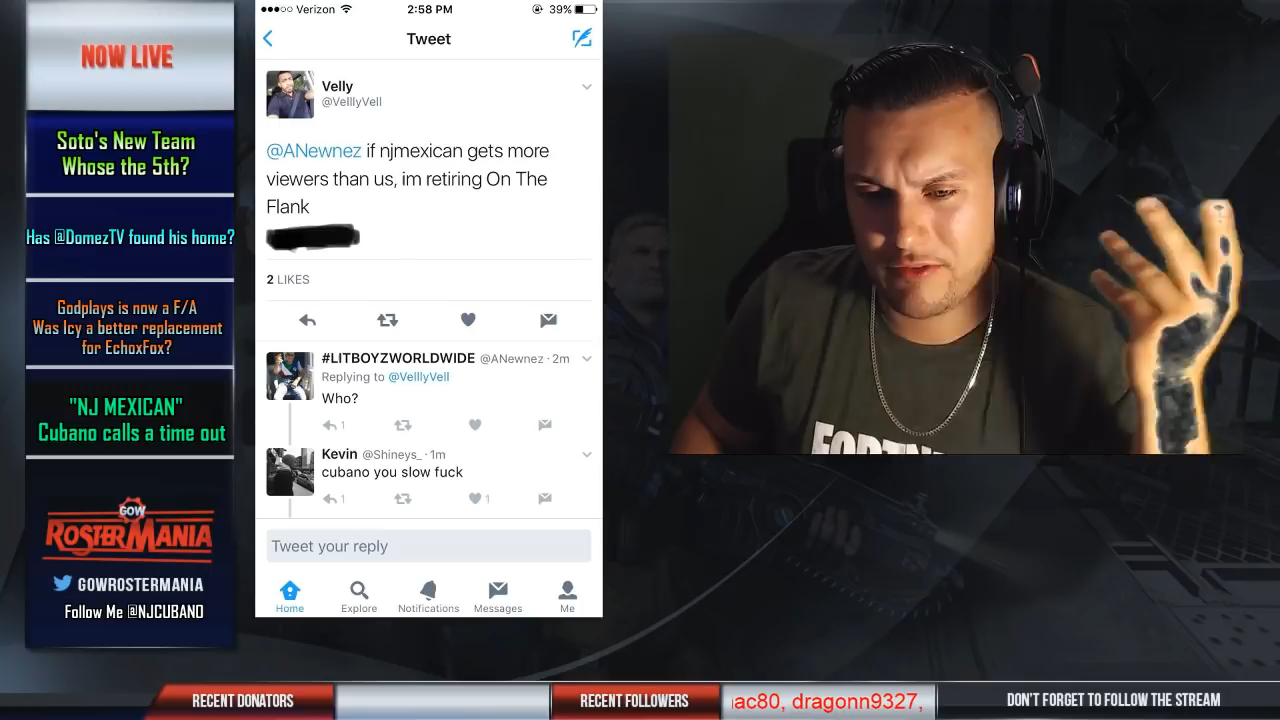 NOW LIVE
Soto's New Team
Whose the 5th?
Has @DomezTV found his home?
Godplays is now a F/A
Was Icy a better replacement
for EchoxFox?
"NJ MEXICAN"
Cubano calls a time out
GOW
ROSTERMANIA
GOWROSTERMANIA
Follow Me @NJCUBANO
Verizon
2:58 PM
39%
Tweet
Velly
@VelllyVell
@ANewnez if njmexican gets more
viewers than us, im retiring On The
Flank
2 LIKES
#LITBOYZWORLDWIDE @ANewnez · 2m
Replying to @VelllyVell
Who?
1
Kevin @Shineys_ · 1m
cubano you slow fuck
1 1
Tweet your reply
Home Explore Notifications Messages Me
RECENT DONATORS
RECENT FOLLOWERS
ac80, dragonn9327,
DON'T FORGET TO FOLLOW THE STREAM